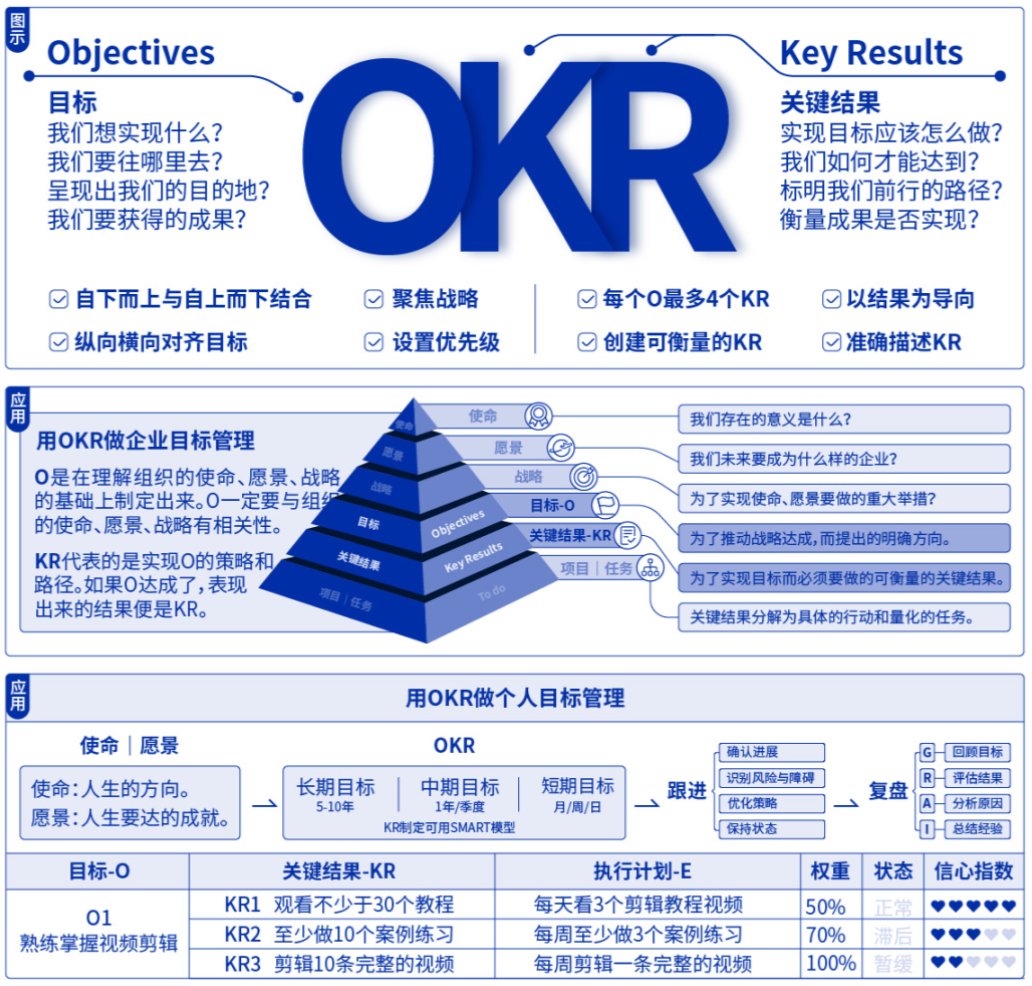 图示
Objectives
目标
我们想实现什么？
我们要往哪里去？
呈现出我们的目的地？
我们要获得的成果？
OKR
Key Results
关键结果
实现目标应该怎么做？
我们如何才能达到？
标明我们前行的路径？
衡量成果是否实现？
自下而上与自上而下结合
聚焦战略
每个O最多4个KR
以结果为导向
纵向横向对齐目标
设置优先级
创建可衡量的KR
准确描述KR
应用
用OKR做企业目标管理
O是在理解组织的使命、愿景、战略
的基础上制定出来。O一定要与组织
的使命、愿景、战略有相关性。
KR代表的是实现O的策略和
路径。如果O达成了，表现
出来的结果便是KR。
使命
愿景
战略
目标
关键结果
项目｜任务
Objectives
Key Results
To do
使命
愿景
战略
目标-O
关键结果-KR
项目｜任务
我们存在的意义是什么？
我们未来要成为什么样的企业？
为了实现使命、愿景要做的重大举措？
为了推动战略达成，而提出的明确方向。
为了实现目标而必须要做的可衡量的关键结果。
关键结果分解为具体的行动和量化的任务。
应用
用OKR做个人目标管理
使命｜愿景
使命：人生的方向。
愿景：人生要达的成就。
OKR
长期目标
5-10年
中期目标
1年/季度
短期目标
月/周/日
KR制定可用SMART模型
跟进
确认进展
识别风险与障碍
优化策略
保持状态
复盘
G 回顾目标
R 评估结果
A 分析原因
I 总结经验
目标-O 关键结果-KR 执行计划-E 权重 状态 信心指数
O1
熟练掌握视频剪辑
KR1 观看不少于30个教程 每天看3个剪辑教程视频 50% 正常
KR2 至少做10个案例练习 每周至少做3个案例练习 70% 滞后
KR3 剪辑10条完整的视频 每周剪辑一条完整的视频 100% 暂缓